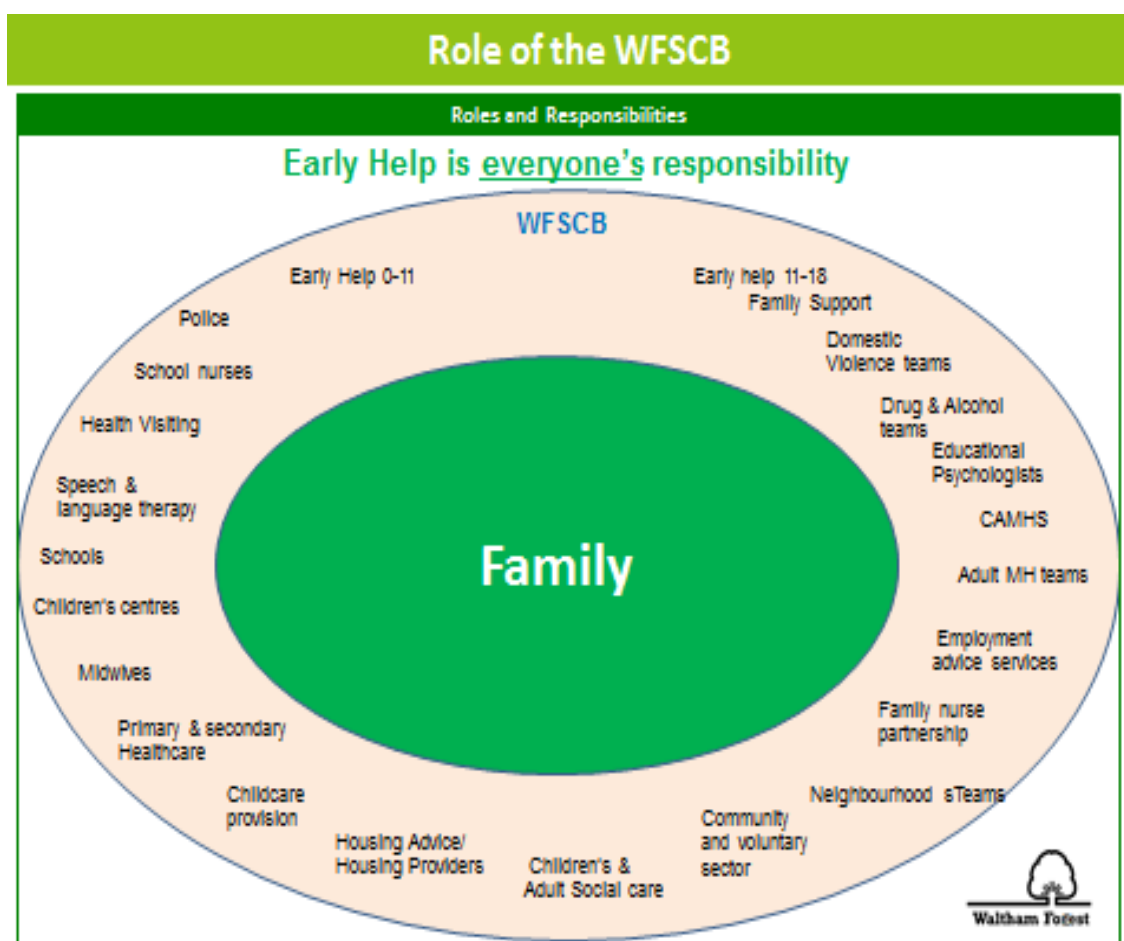 Role of the WFSCB
Roles and Responsibilities
Early Help is everyone's responsibility
WFSCB
Early Help 0-11
Early help 11-18
Family Support
Police
Domestic
Violence teams
School nurses
Drug & Alcohol
teams
Health Visiting
Educational
Psychologists
Speech &
language therapy
CAMHS
Schools
Family
Adult MH teams
Children's centres
Employment
advice services
Midwives
Family nurse
partnership
Primary & secondary
Healthcare
Childcare
provision
Neighbourhood sTeams
Housing Advice/
Housing Providers
Community
and voluntary
sector
Children's &
Adult Social care
Waltham Forest